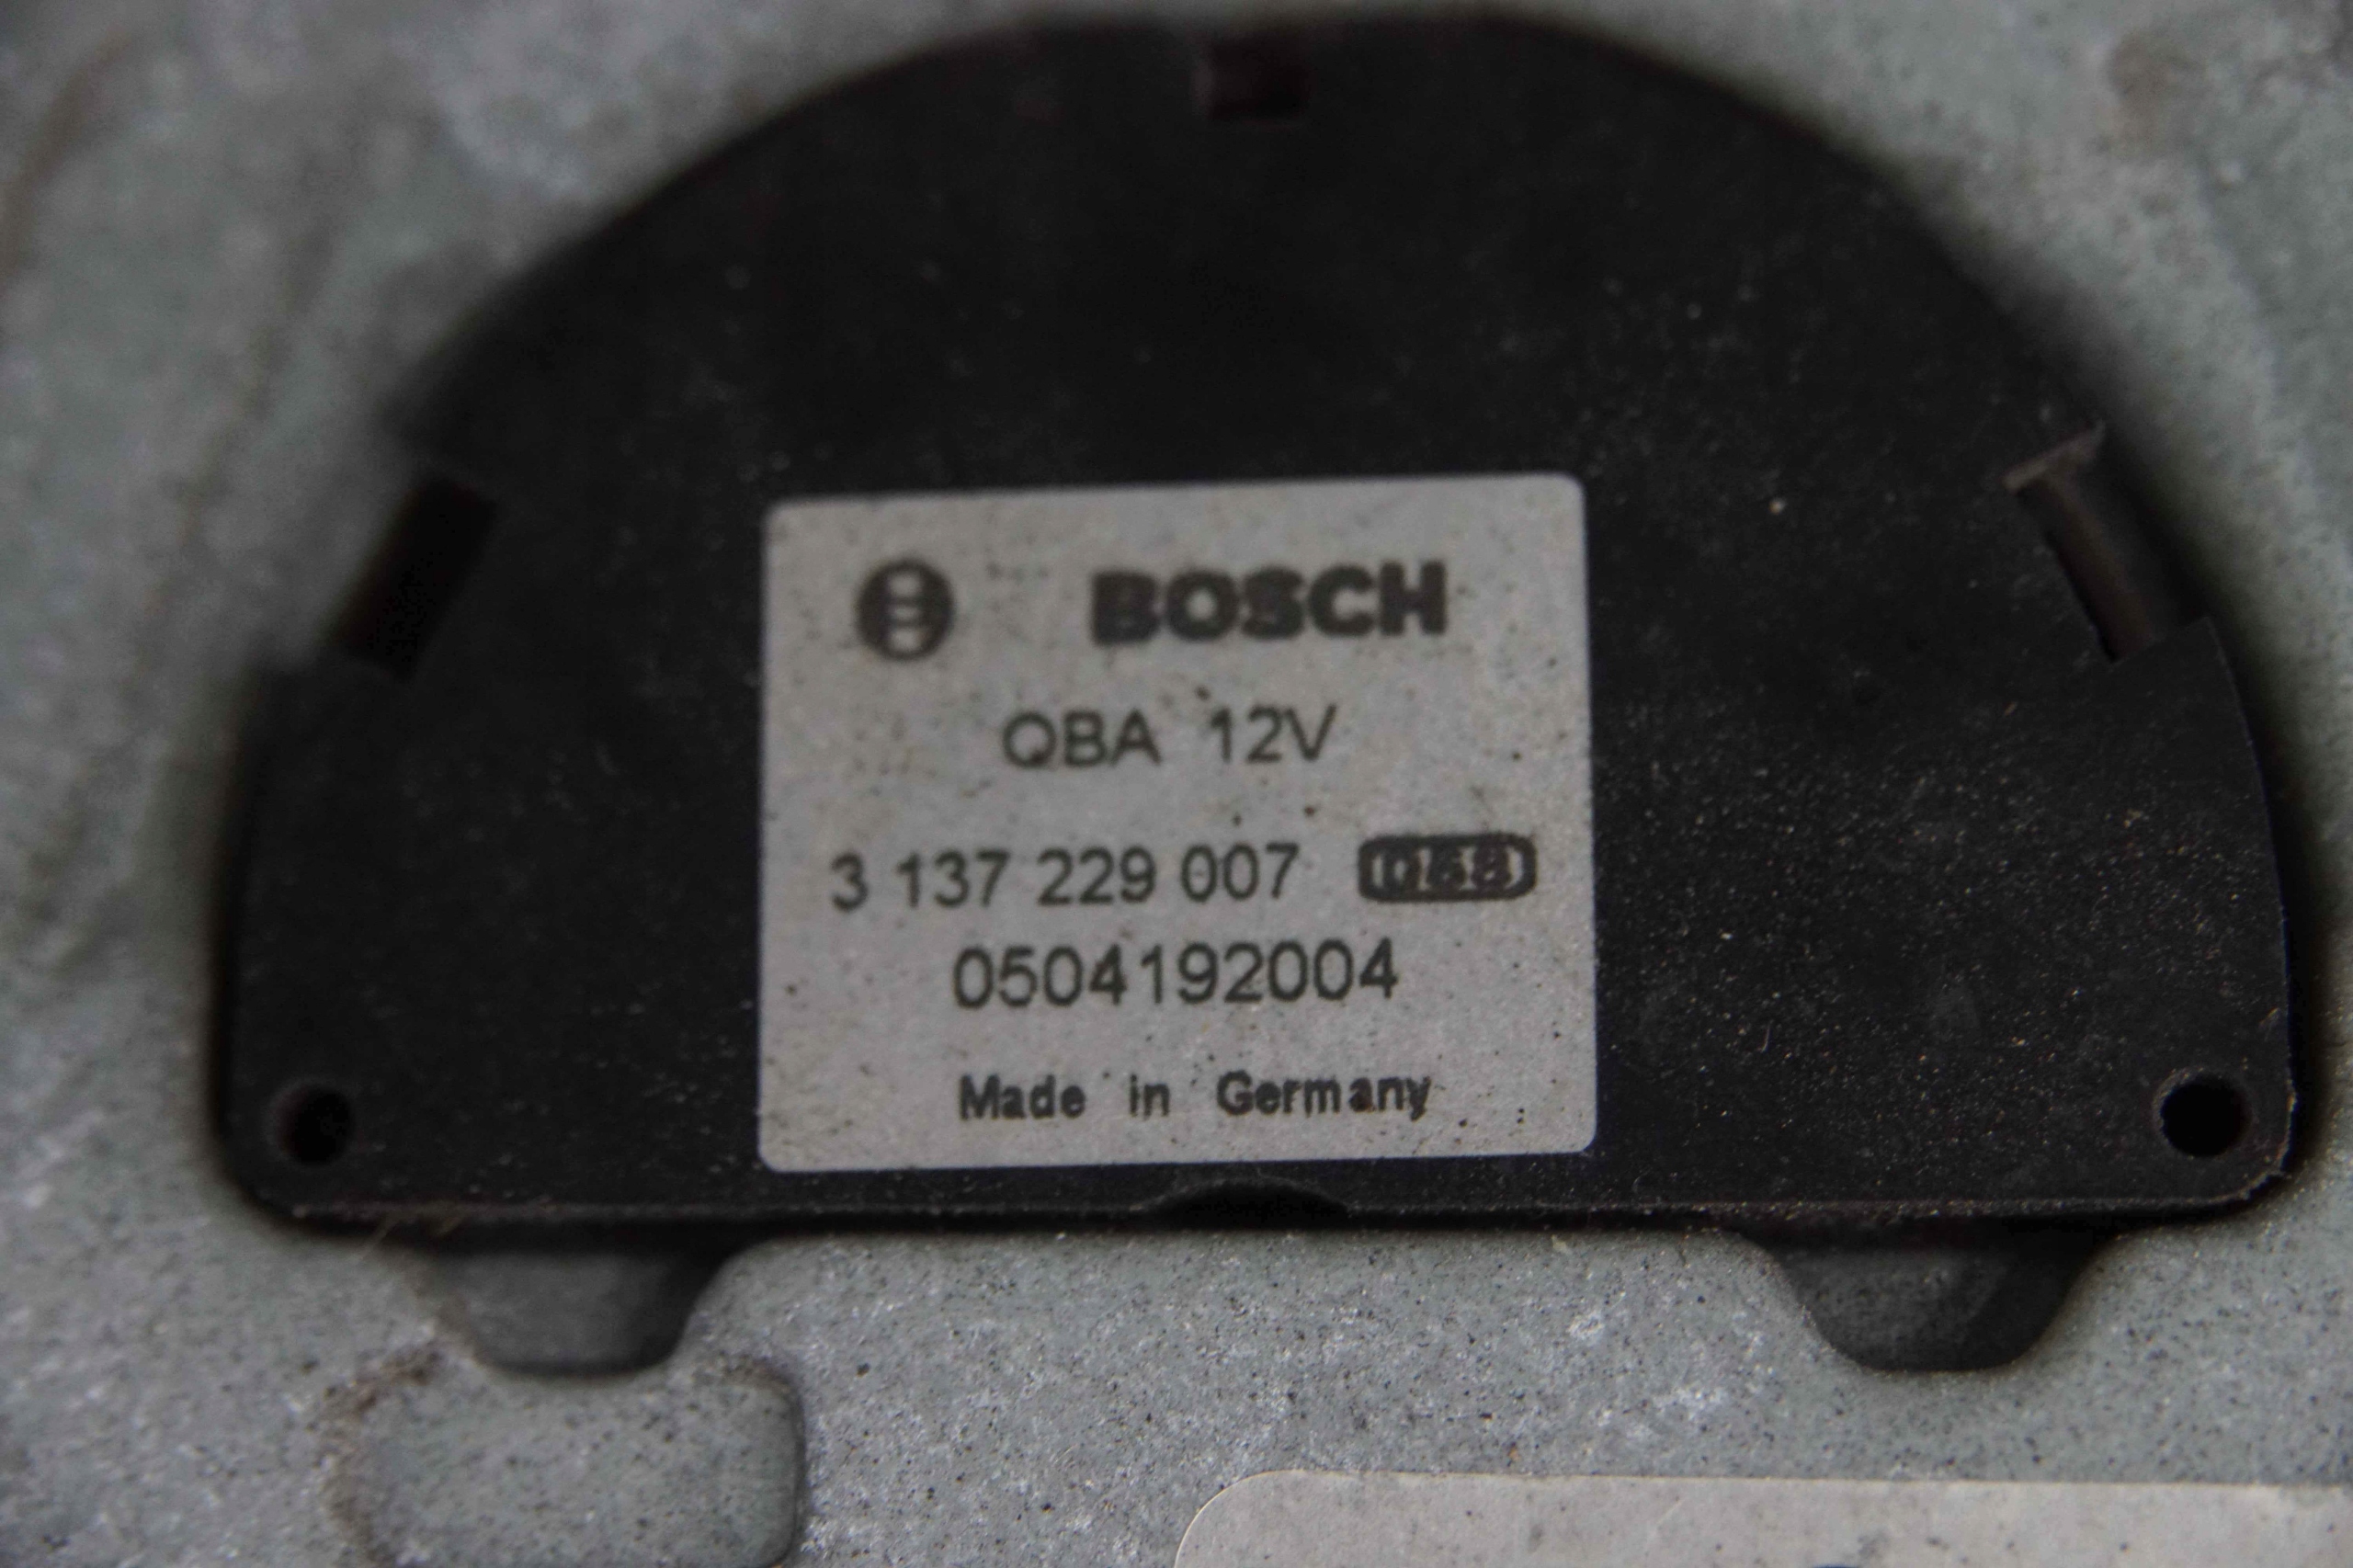 BOSCH
QBA 12V
3 137 229 007
0504192004
Made in Germany